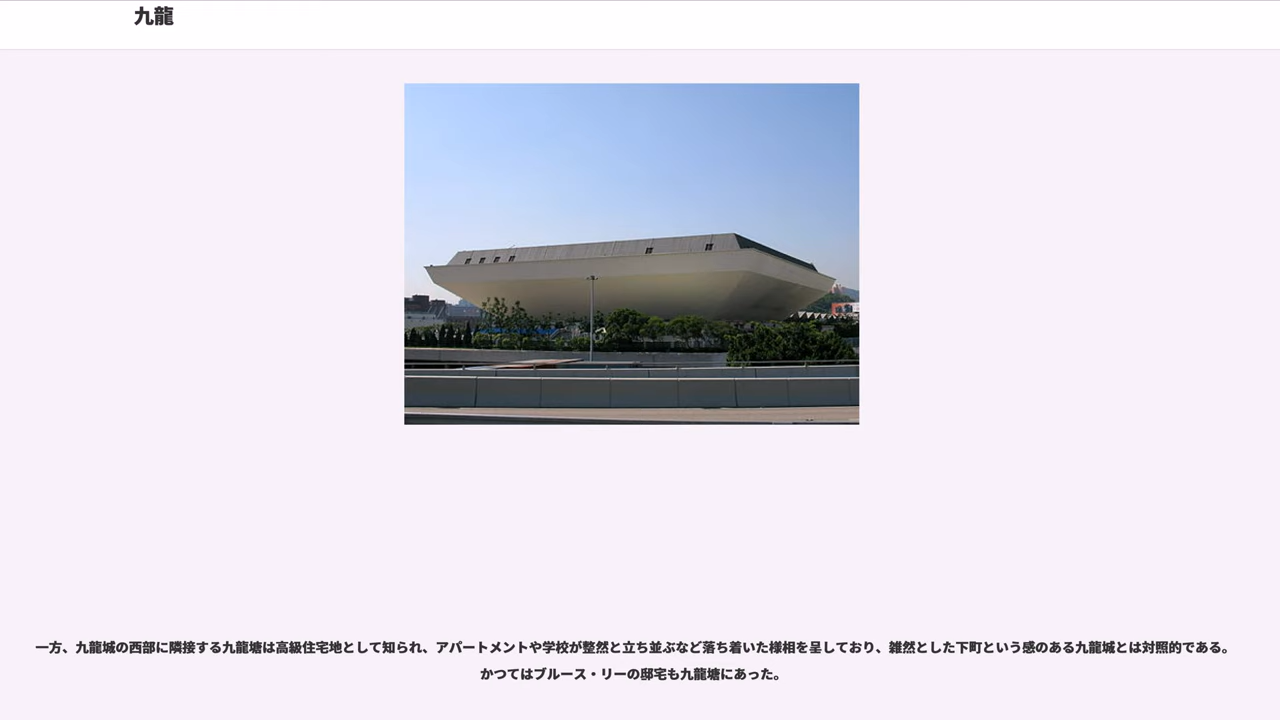 九龍
一方、九龍城の西部に隣接する九龍塘は高級住宅地として知られ、アパートメントや学校が整然と立ち並ぶなど落ち着いた様相を呈しており、雑然とした下町という感のある九龍城とは対照的である。
かつてはブルース・リーの邸宅も九龍塘にあった。